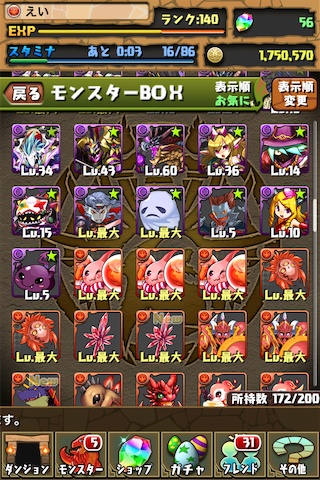 えい
ランク:140
56
EXP
スタミナ
あと 0:03
16/86
1,750,570
戻る
モンスターBOX
表示順
お気に
表示順
変更
Lv.34
Lv.43
Lv.60
Lv.36
Lv.14
Lv.15
Lv.最大
Lv.最大
Lv.5
Lv.10
Lv.5
Lv.最大
Lv.最大
Lv.最大
Lv.最大
New
Lv.最大
Lv.最大
Lv.最大
Lv.最大
Lv.最大
New
所持数 172/200
す。
5
31
ダンジョン
モンスター
ショップ
ガチャ
フレンド
その他